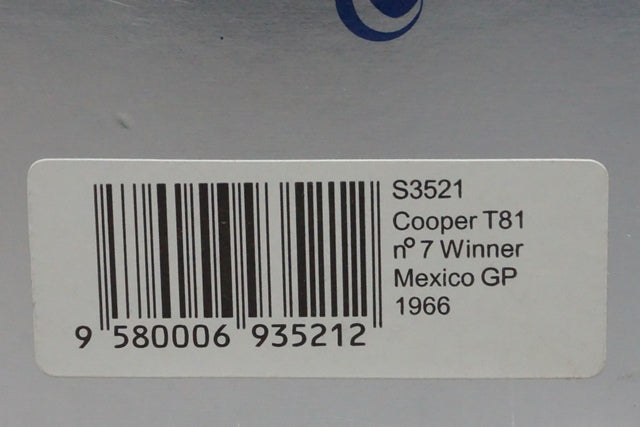 S3521
Cooper T81
nº 7 Winner
Mexico GP
1966
9 580006 935212